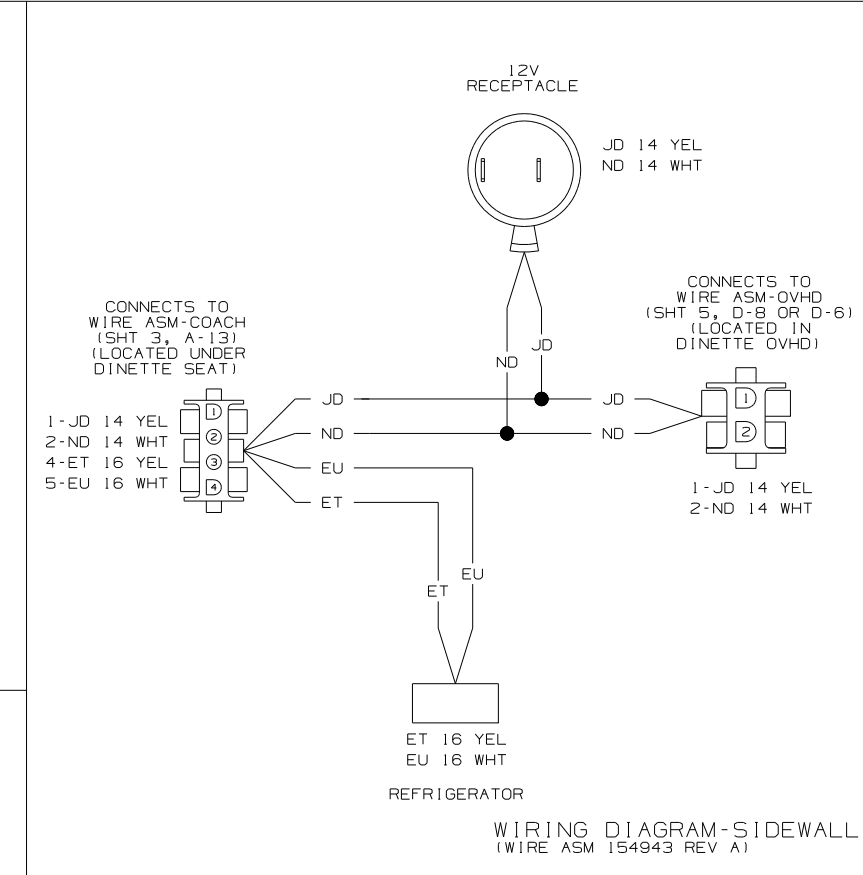 12V
RECEPTACLE
JD 14 YEL
ND 14 WHT
CONNECTS TO
WIRE ASM-COACH
(SHT 3, A-13)
(LOCATED UNDER
DINETTE SEAT)
CONNECTS TO
WIRE ASM-OVHD
(SHT 5, D-8 OR D-6)
(LOCATED IN
DINETTE OVHD)
JD
ND
1-JD 14 YEL
2-ND 14 WHT
4-ET 16 YEL
5-EU 16 WHT
1
2
3
4
JD
ND
EU
ET
JD
ND
1
2
1-JD 14 YEL
2-ND 14 WHT
EU
ET
ET 16 YEL
EU 16 WHT
REFRIGERATOR
WIRING DIAGRAM-SIDEWALL
(WIRE ASM 154943 REV A)